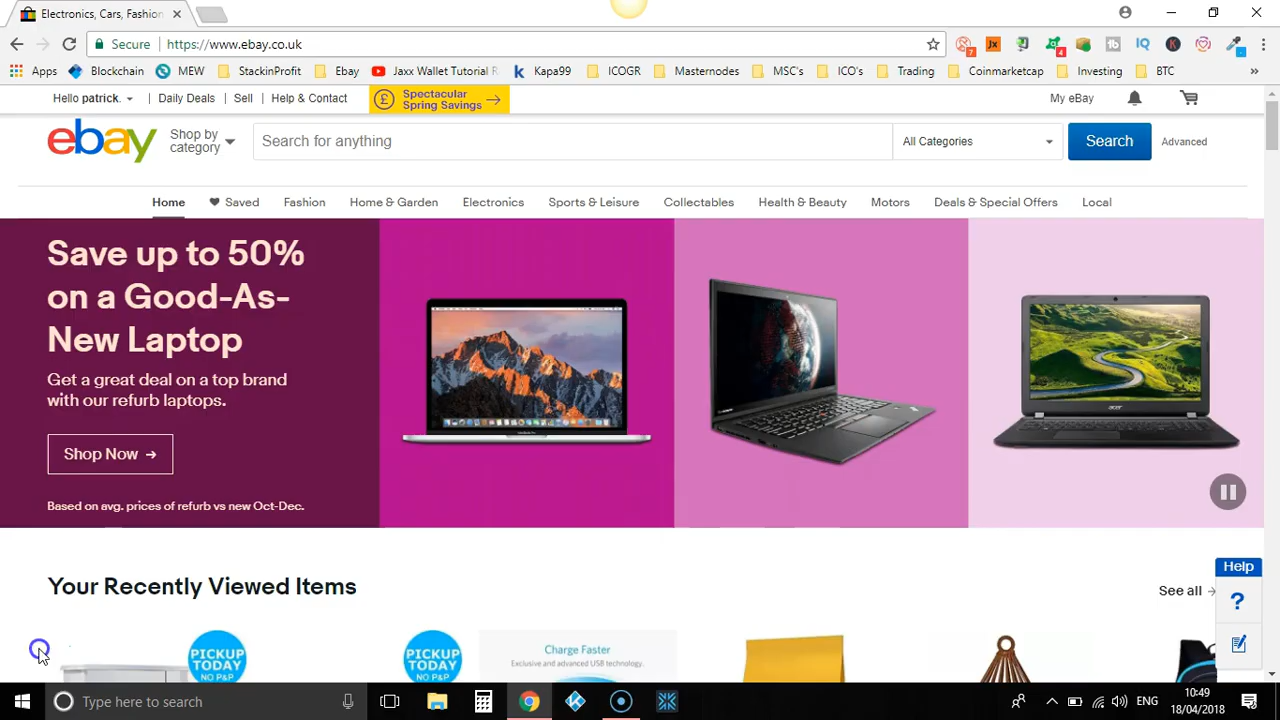 Electronics, Cars, Fashion
Secure
https://www.ebay.co.uk
7
4
Apps
Blockchain
MEW
StackinProfit
Ebay
Jaxx Wallet Tutorial
Kapa99
ICOGR
Masternodes
MSC's
ICO's
Trading
Coinmarketcap
Investing
BTC
»
Hello patrick.
Daily Deals
Sell
Help & Contact
£
Spectacular
Spring Savings
My eBay
ebay
Shop by
category
Search for anything
All Categories
Search
Advanced
Home
Saved
Fashion
Home & Garden
Electronics
Sports & Leisure
Collectables
Health & Beauty
Motors
Deals & Special Offers
Local
Save up to 50%
on a Good-As-
New Laptop
Get a great deal on a top brand
with our refurb laptops.
Shop Now
Based on avg. prices of refurb vs new Oct-Dec.
acer
Your Recently Viewed Items
See all
Help
?
PICKUP
TODAY
NO P&P
PICKUP
TODAY
NO P&P
Charge Faster
Exclusive and advanced USB technology.
Type here to search
ENG
10:49
18/04/2018